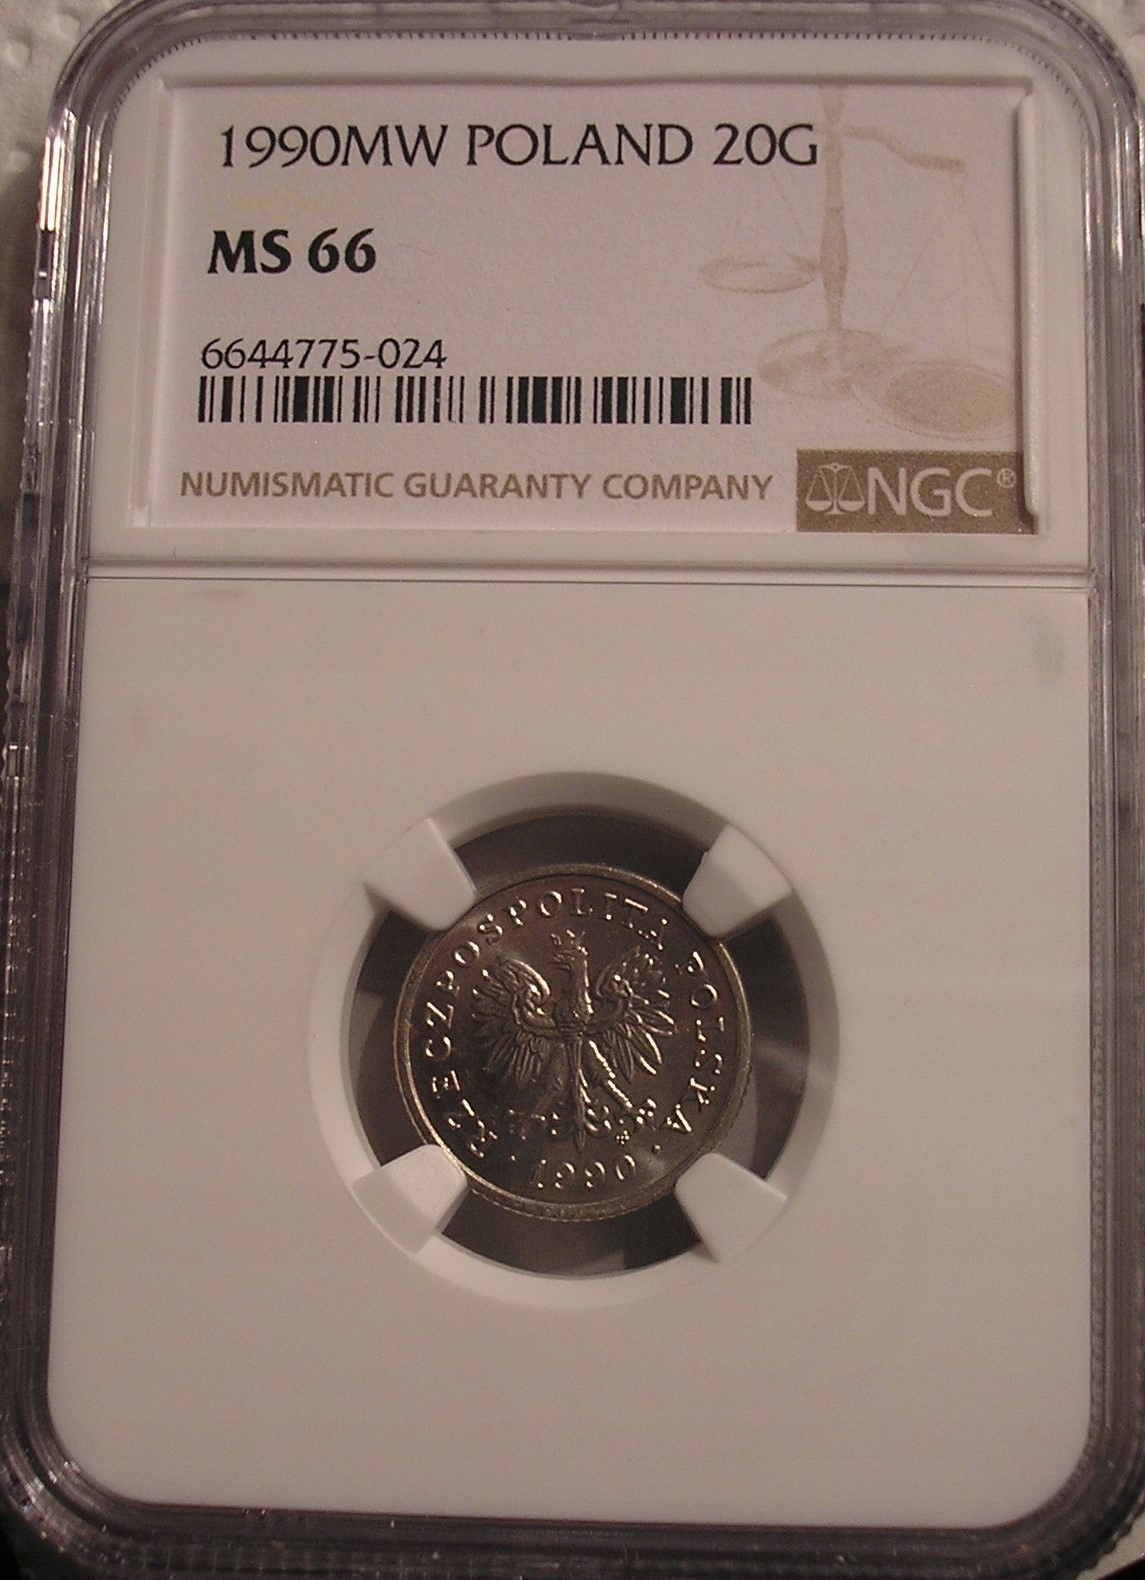 1990MW POLAND 20G
MS 66
6644775-024
NUMISMATIC GUARANTY COMPANY
NGC®
RZECZPOSPOLITA POLSKA
· 1990 ·